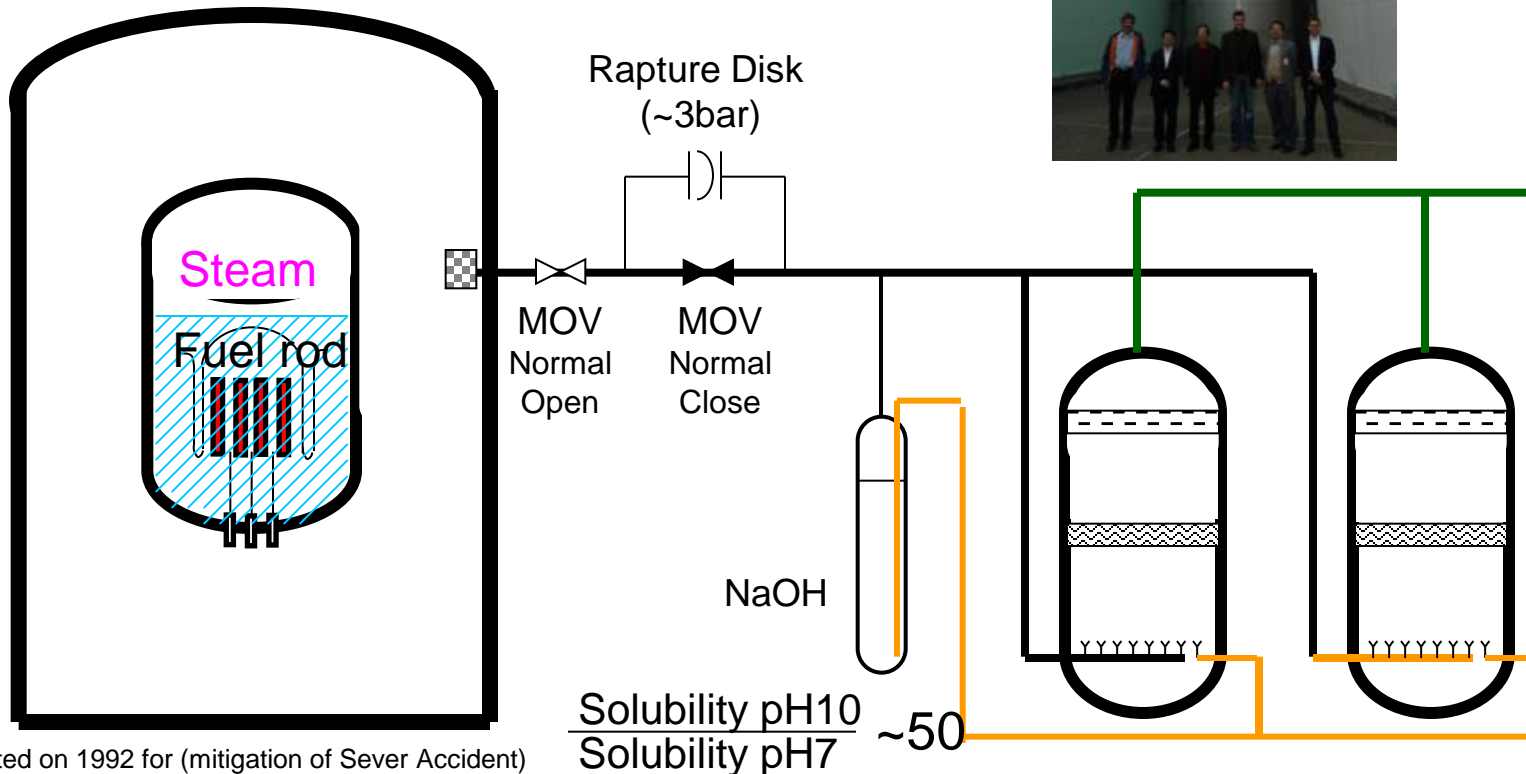 Rapture Disk
(~3bar)
Steam
Fuel rod
MOV
Normal
Open
MOV
Normal
Close
NaOH
Solubility pH10
Solubility pH7
~50
ted on 1992 for (mitigation of Sever Accident)